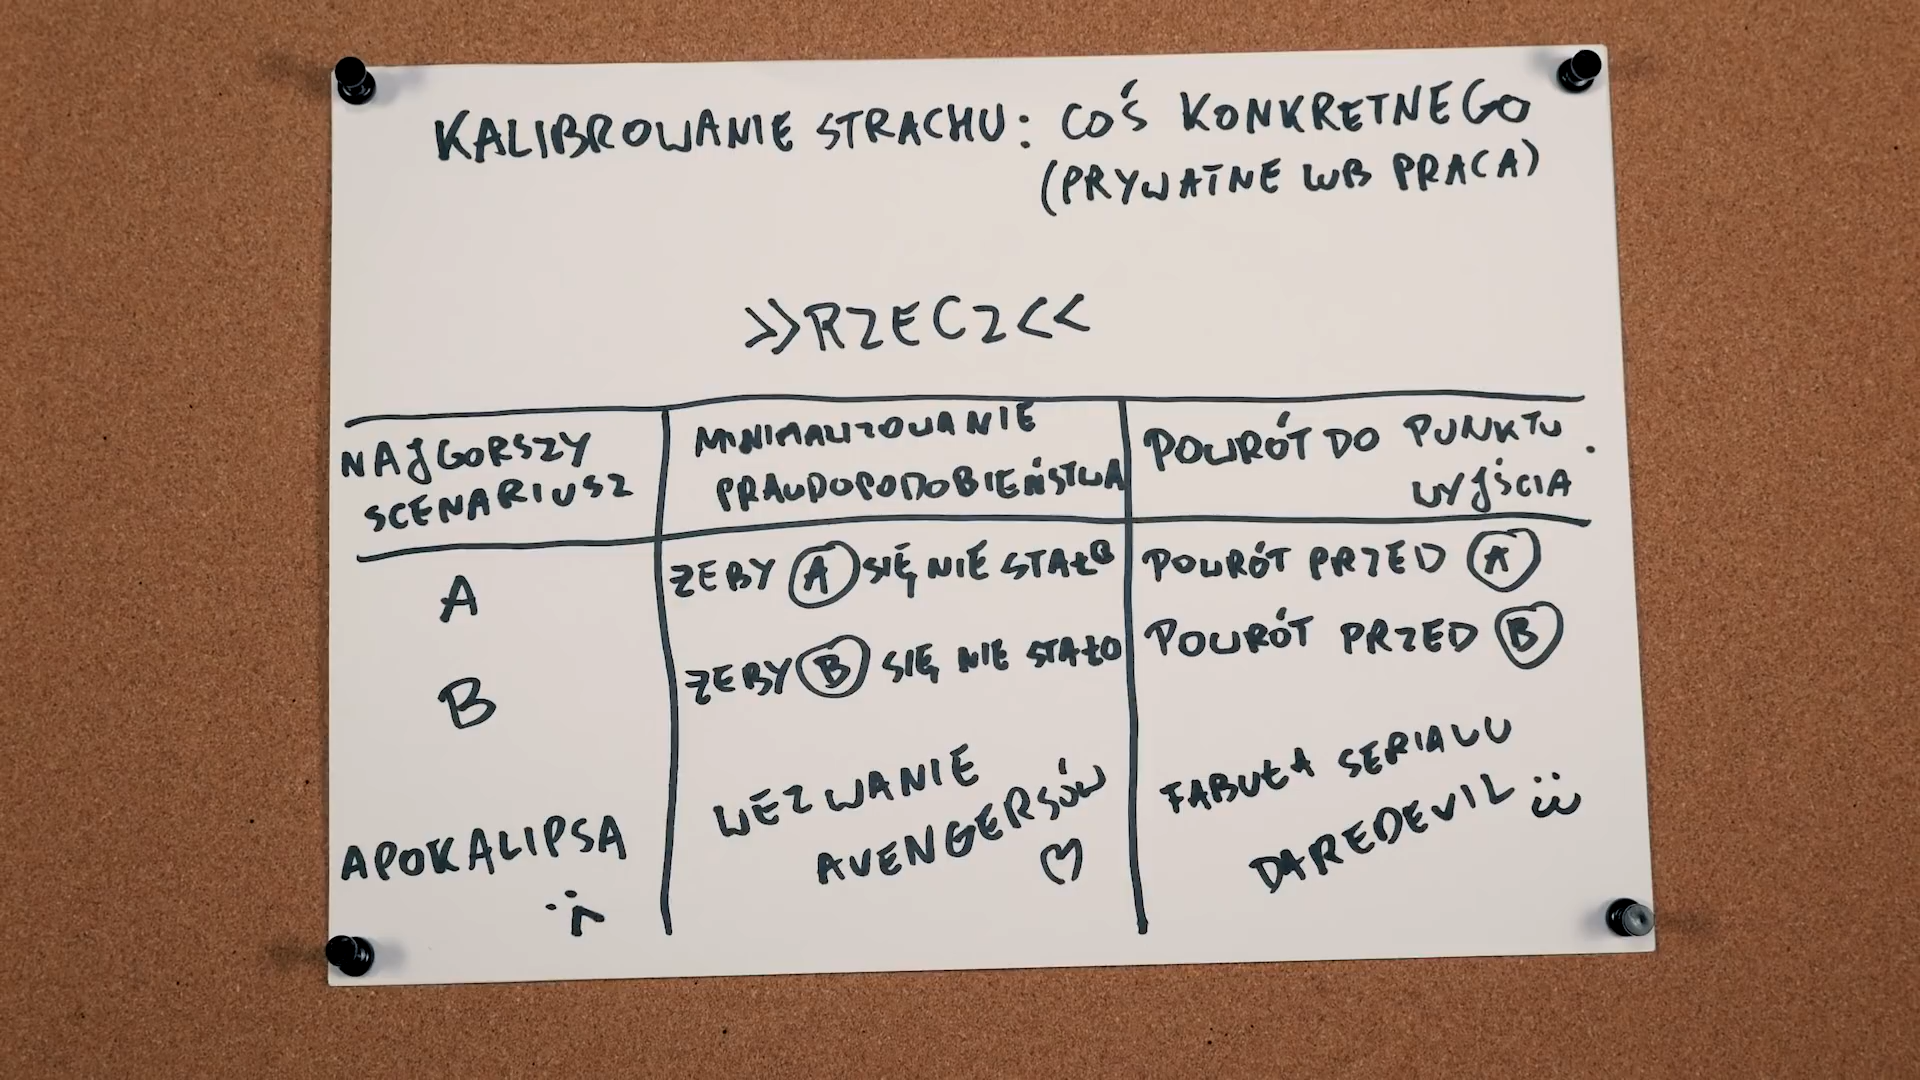 KALIBROWANIE STRACHU: COŚ KONKRETNEGO
(PRYWATNE WB PRACA)
>>RZECZ<<
NAJGORSZY
SCENARIUSZ
MINIMALIZOWANIE
PRAWDOPODOBIEŃSTWA
POWRÓT DO PUNKTU
WYJŚCIA
A
ŻEBY A SIĘ NIE STAŁO
POWRÓT PRZED A
B
ŻEBY B SIĘ NIE STAŁO
POWRÓT PRZED B
APOKALIPSA
WEZWANIE
AVENGERSÓW
FABUŁA SERIALU
DAREDEVIL